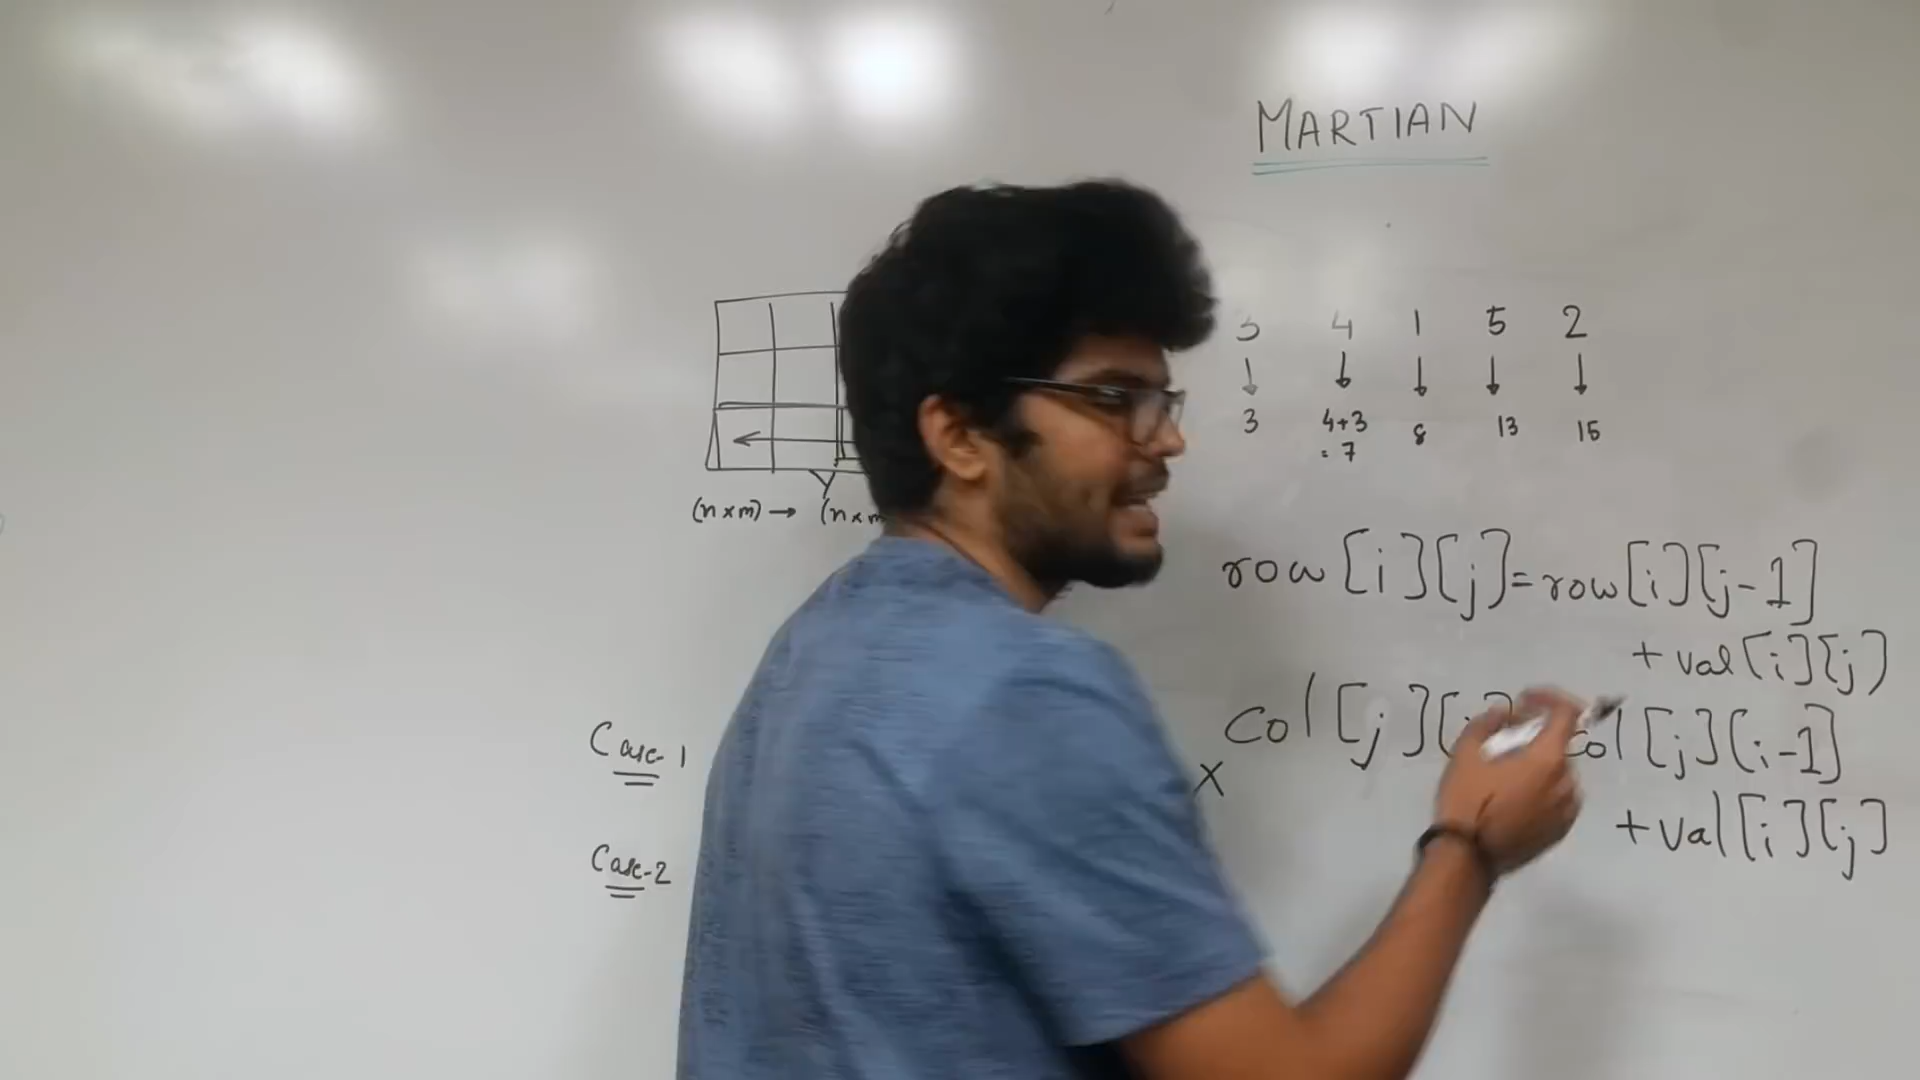 MARTIAN
3 4 1 5 2
3 4+3 8 13 15
= 7
(n x m) → (n x m
row [i][j] = row[i][j-1]
+ val[i][j]
Col [j][ col [j][i-1]
x
+ val[i][j]
Case-1
Case-2
Y